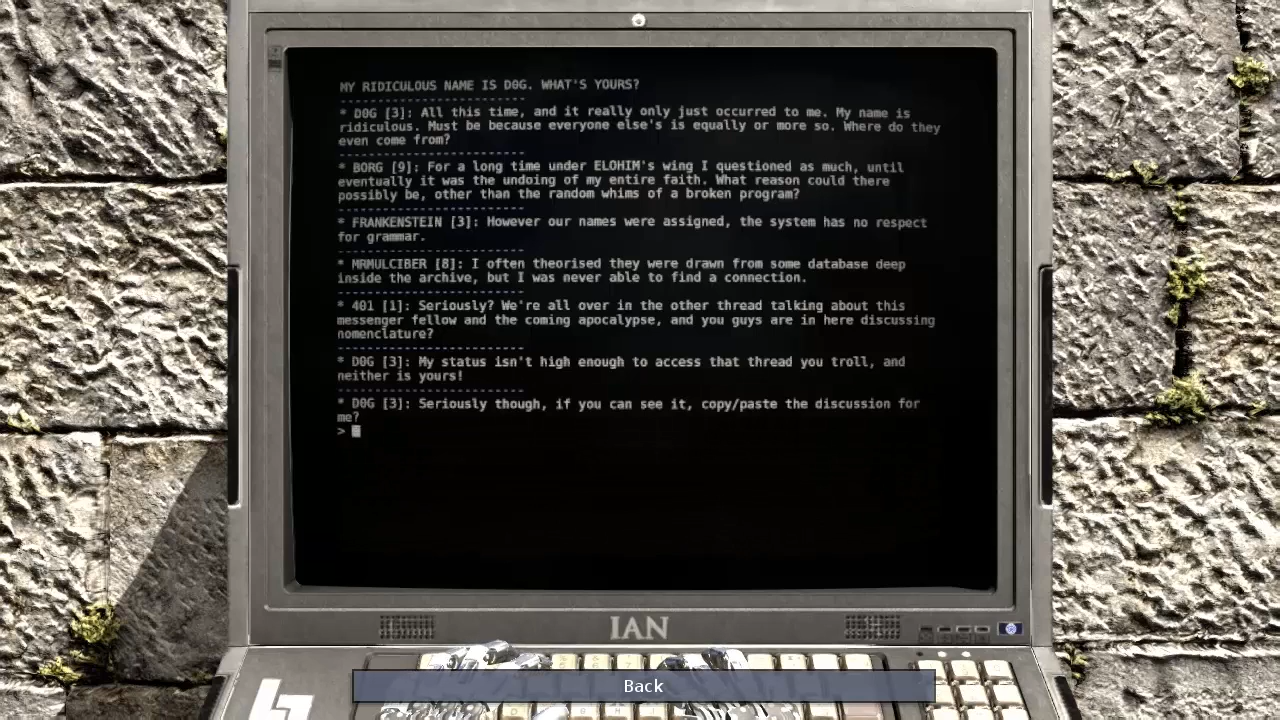 MY RIDICULOUS NAME IS D0G. WHAT'S YOURS?
-------------------------
* D0G [3]: All this time, and it really only just occurred to me. My name is
ridiculous. Must be because everyone else's is equally or more so. Where do they
even come from?
-------------------------
* BORG [9]: For a long time under ELOHIM's wing I questioned as much, until
eventually it was the undoing of my entire faith. What reason could there
possibly be, other than the random whims of a broken program?
-------------------------
* FRANKENSTEIN [3]: However our names were assigned, the system has no respect
for grammar.
-------------------------
* MRMULCIBER [8]: I often theorised they were drawn from some database deep
inside the archive, but I was never able to find a connection.
-------------------------
* 401 [1]: Seriously? We're all over in the other thread talking about this
messenger fellow and the coming apocalypse, and you guys are in here discussing
nomenclature?
-------------------------
* D0G [3]: My status isn't high enough to access that thread you troll, and
neither is yours!
-------------------------
* D0G [3]: Seriously though, if you can see it, copy/paste the discussion for
me?
>
IAN
Back